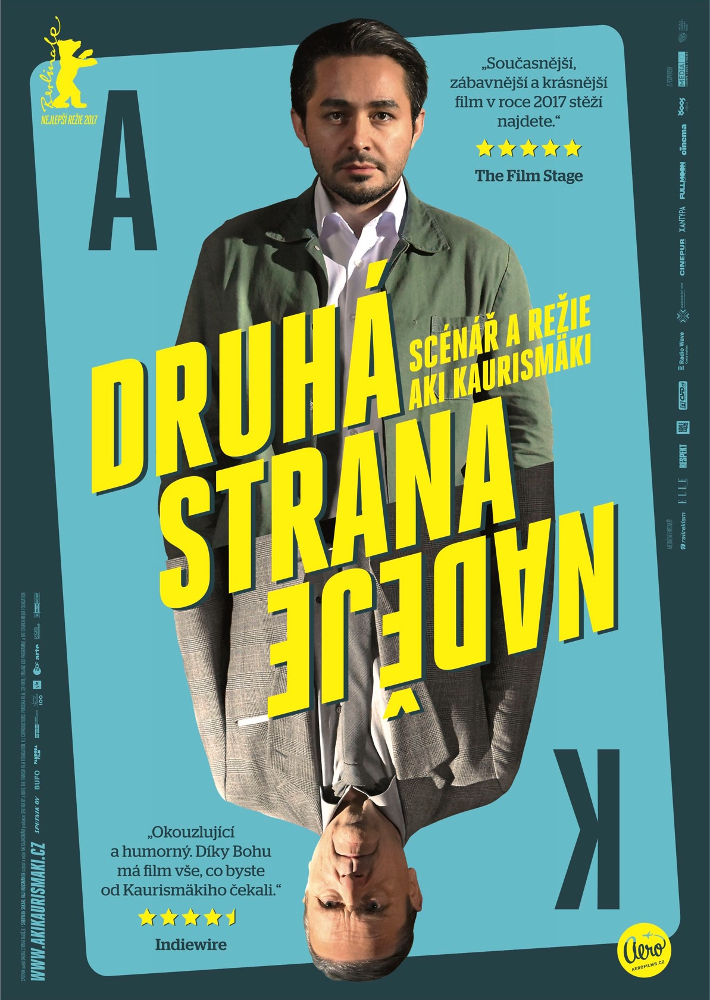 Berlinale
NEJLEPŠÍ REŽIE 2017
A
„Současnější,
zábavnější a krásnější
film v roce 2017 stěží
najdete.“
The Film Stage
DRUHÁ
SCÉNÁŘ A REŽIE
AKI KAURISMÄKI
STRANA
NADĚJE
K
„Okouzlující
a humorný. Díky Bohu
má film vše, co byste
od Kaurismäkiho čekali.“
Indiewire
Aero
AEROFILMS.CZ
WWW.AKIKAURISMAKI.CZ
SPUTNIK OY
BUFO
PANDORA FILM
100
yle
ZDF arte
S PODPOROU
MEDIA
cinema
FULLMOON
XANTYPA
CINEPUR
Radio Wave
Český rozhlas
RESPEKT
ELLE
railreklam
MEDIÁLNÍ PARTNEŘI